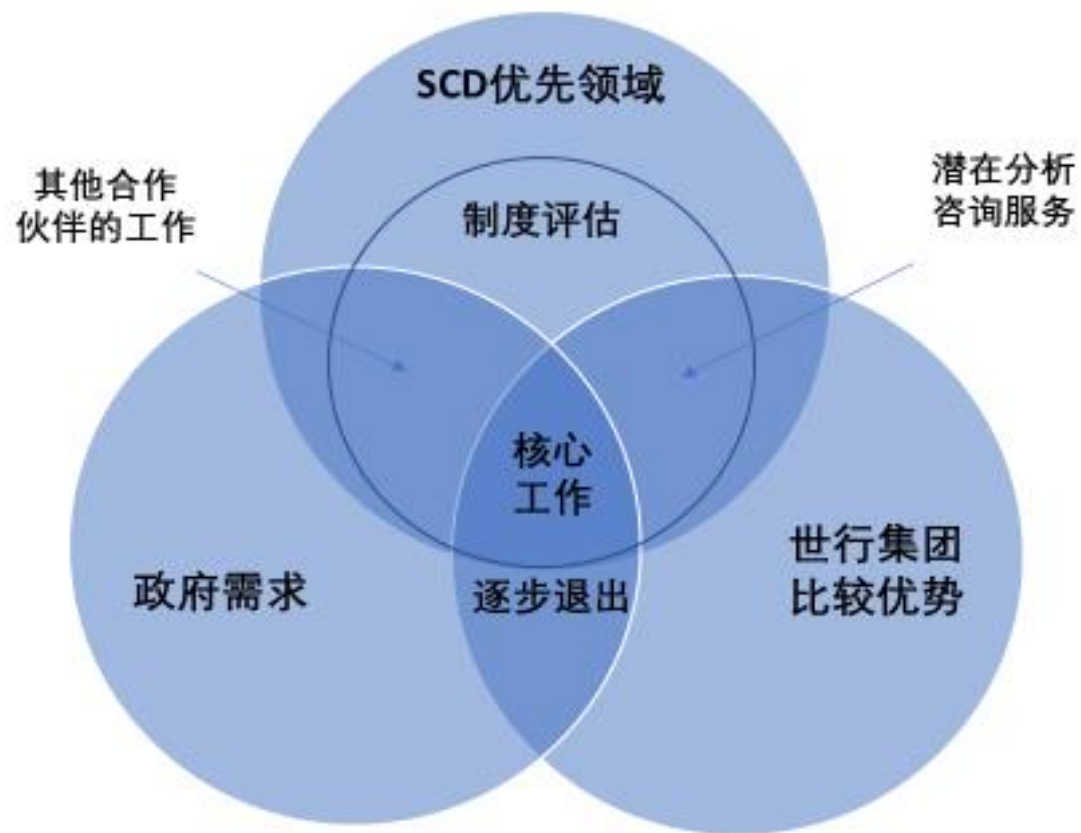 SCD优先领域
其他合作
伙伴的工作
潜在分析
咨询服务
制度评估
核心
工作
政府需求
世行集团
比较优势
逐步退出